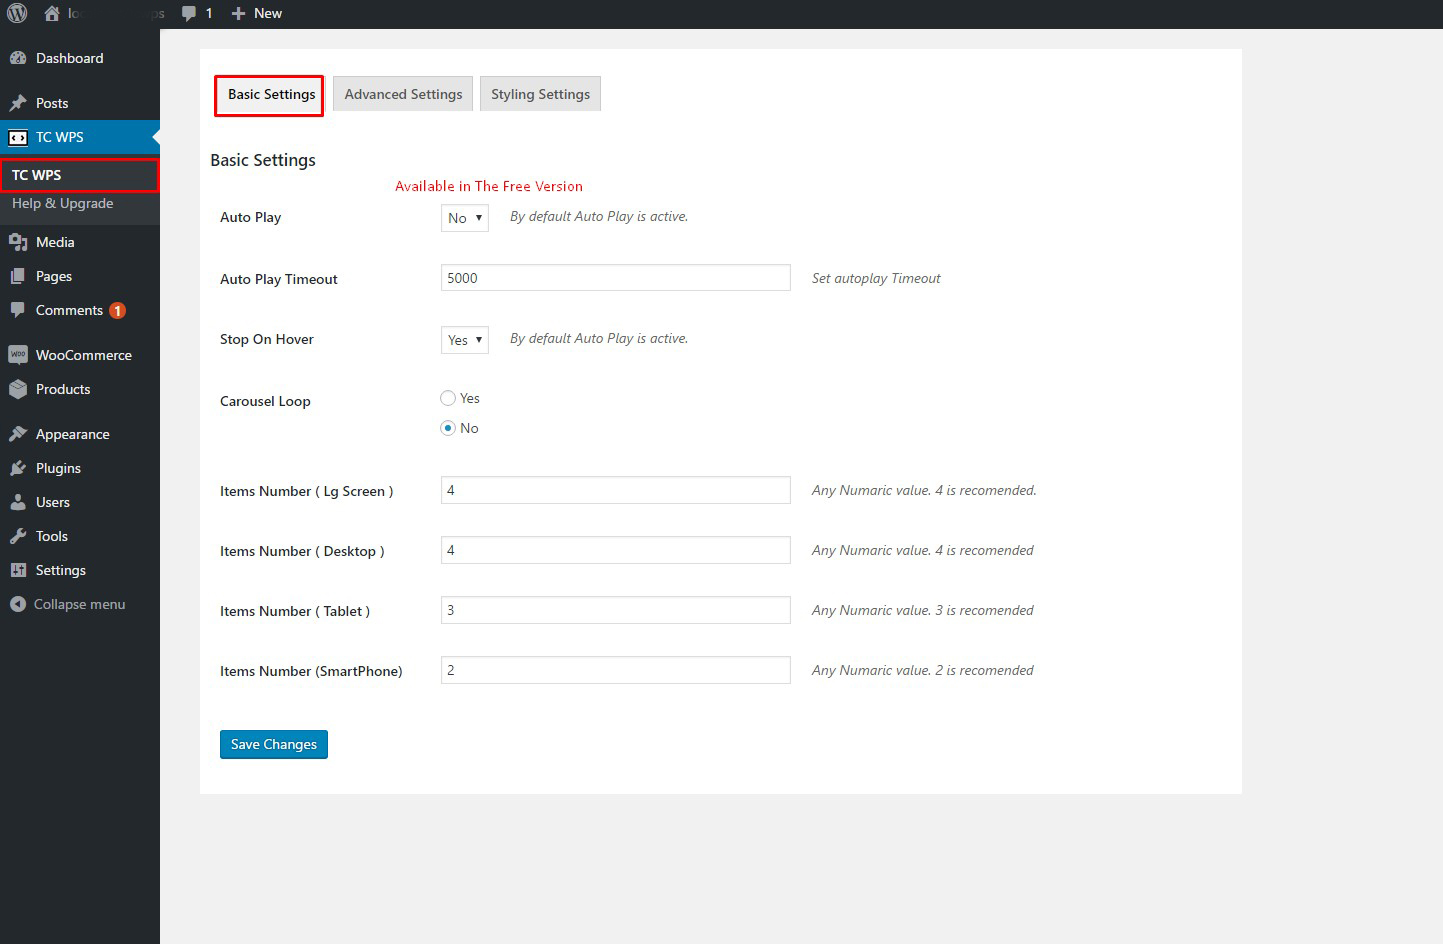 1 New
Dashboard
Posts
TC WPS
TC WPS
Help & Upgrade
Media
Pages
Comments 1
WooCommerce
Products
Appearance
Plugins
Users
Tools
Settings
Collapse menu
Basic Settings Advanced Settings Styling Settings
Basic Settings
Available in The Free Version
Auto Play No By default Auto Play is active.
Auto Play Timeout 5000 Set autoplay Timeout
Stop On Hover Yes By default Auto Play is active.
Carousel Loop Yes
No
Items Number ( Lg Screen ) 4 Any Numaric value. 4 is recomended.
Items Number ( Desktop ) 4 Any Numaric value. 4 is recomended
Items Number ( Tablet ) 3 Any Numaric value. 3 is recomended
Items Number (SmartPhone) 2 Any Numaric value. 2 is recomended
Save Changes